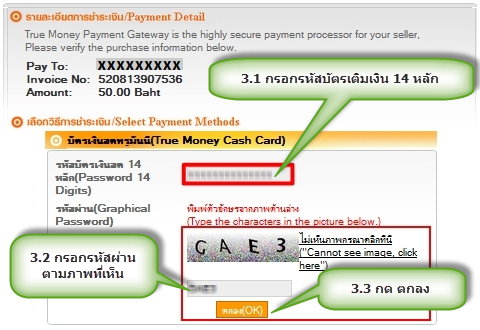 รายละเอียดการชำระเงิน/Payment Detail
True Money Payment Gateway is the highly secure payment processor for your seller,
Please verify the purchase information below.
Pay To: XXXXXXXXX
Invoice No: 520813907536
Amount: 50.00 Baht
3.1 กรอกรหัสบัตรเติมเงิน 14 หลัก
เลือกวิธีการชำระเงิน/Select Payment Methods
บัตรเงินสดทรูมันนี่(True Money Cash Card)
รหัสบัตรเงินสด 14
หลัก(Password 14
Digits)
รหัสผ่าน(Graphical
Password)
พิมพ์ตัวอักษรจากภาพด้านล่าง
(Type the characters in the picture below.)
G A E 3
ไม่เห็นภาพกรุณาคลิกที่นี่
("Cannot see image, click
here")
3.2 กรอกรหัสผ่าน
ตามภาพที่เห็น
3.3 กด ตกลง
ตกลง(OK)